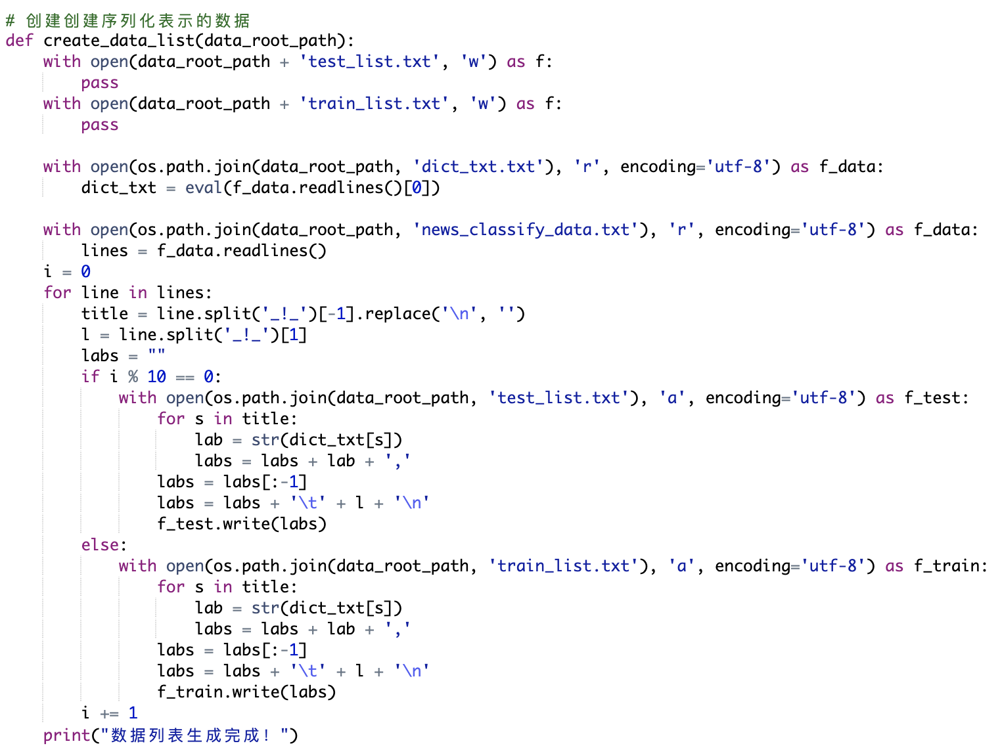 # 创建创建序列化表示的数据
def create_data_list(data_root_path):
    with open(data_root_path + 'test_list.txt', 'w') as f:
        pass
    with open(data_root_path + 'train_list.txt', 'w') as f:
        pass

    with open(os.path.join(data_root_path, 'dict_txt.txt'), 'r', encoding='utf-8') as f_data:
        dict_txt = eval(f_data.readlines()[0])

    with open(os.path.join(data_root_path, 'news_classify_data.txt'), 'r', encoding='utf-8') as f_data:
        lines = f_data.readlines()
    i = 0
    for line in lines:
        title = line.split('_!_')[-1].replace('\n', '')
        l = line.split('_!_')[1]
        labs = ""
        if i % 10 == 0:
            with open(os.path.join(data_root_path, 'test_list.txt'), 'a', encoding='utf-8') as f_test:
                for s in title:
                    lab = str(dict_txt[s])
                    labs = labs + lab + ','
                labs = labs[:-1]
                labs = labs + '\t' + l + '\n'
                f_test.write(labs)
        else:
            with open(os.path.join(data_root_path, 'train_list.txt'), 'a', encoding='utf-8') as f_train:
                for s in title:
                    lab = str(dict_txt[s])
                    labs = labs + lab + ','
                labs = labs[:-1]
                labs = labs + '\t' + l + '\n'
                f_train.write(labs)
        i += 1
    print("数据列表生成完成！")